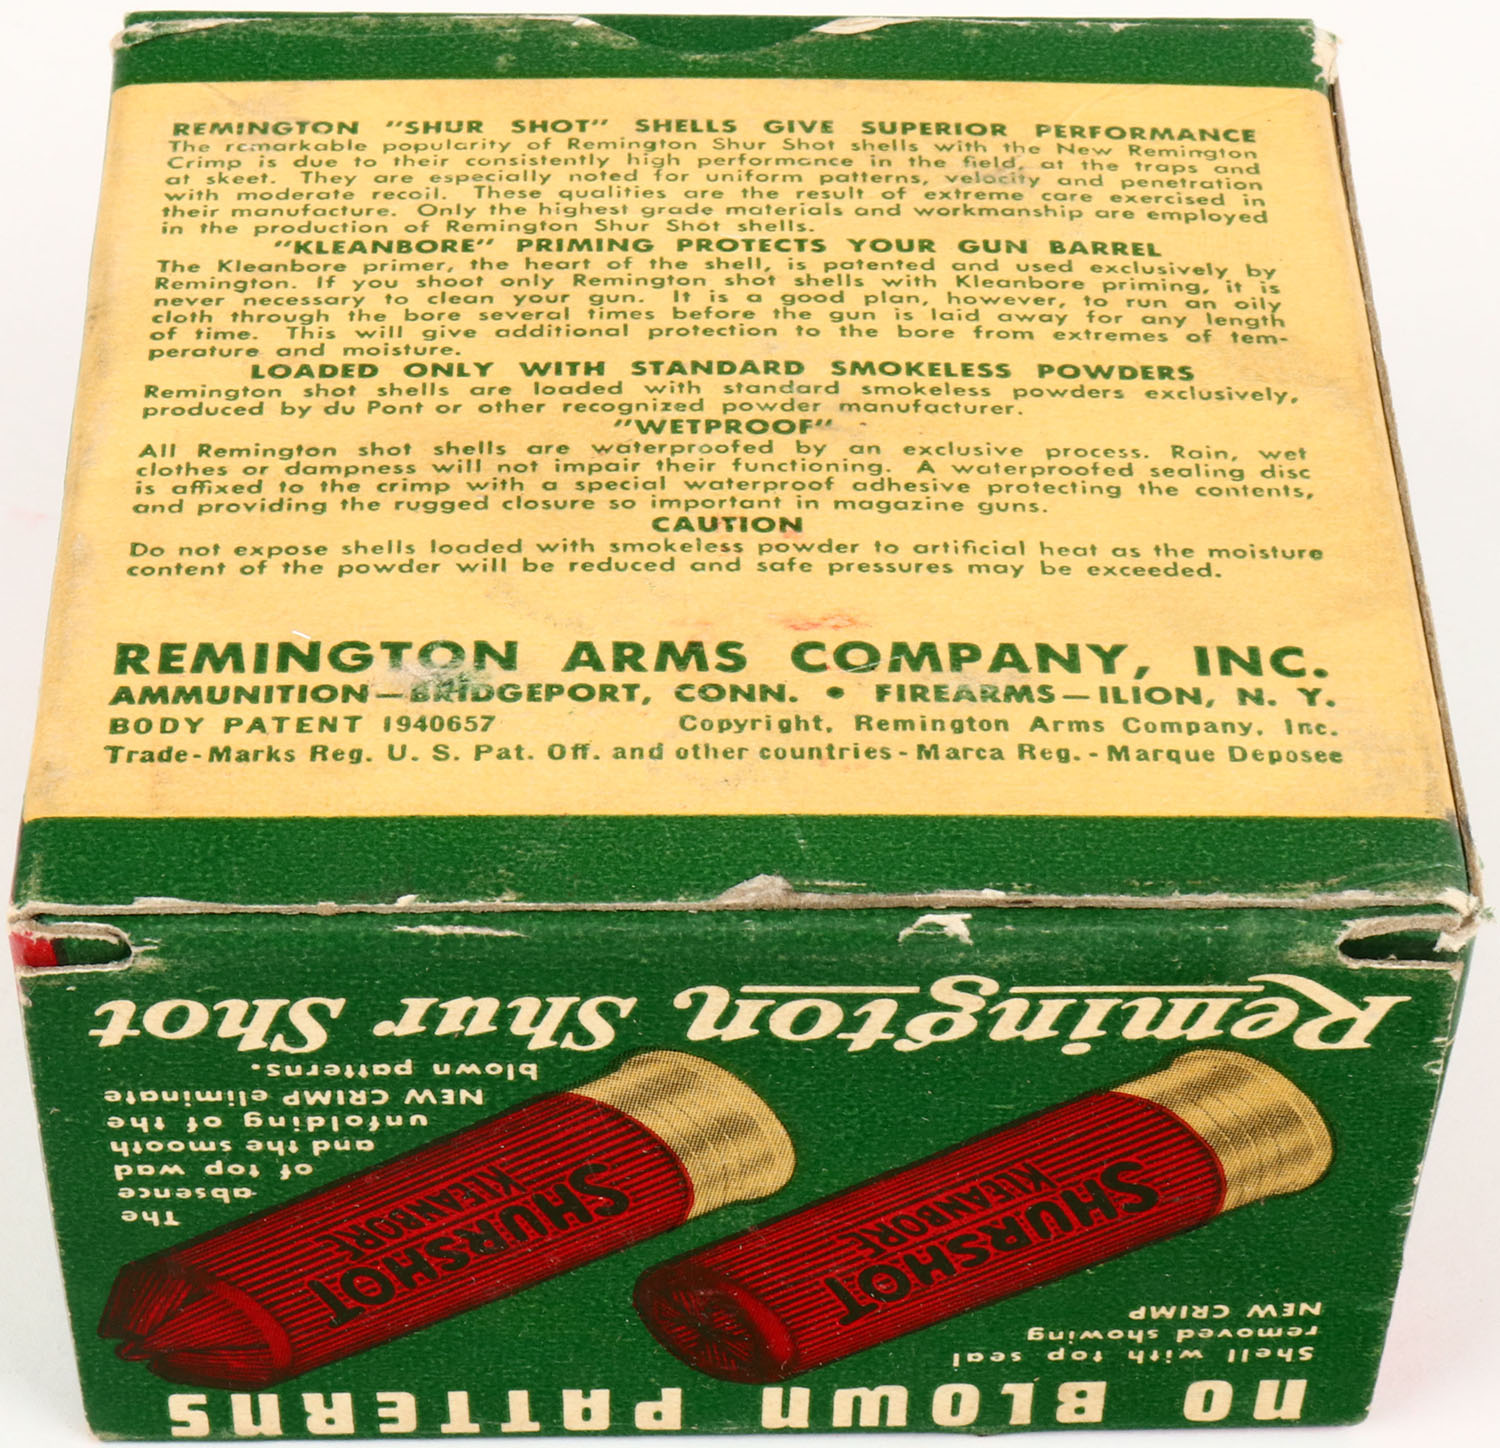 REMINGTON "SHUR SHOT" SHELLS GIVE SUPERIOR PERFORMANCE
The remarkable popularity of Remington Shur Shot shells with the New Remington
Crimp is due to their consistently high performance in the field, at the traps and
at skeet. They are especially noted for uniform patterns, velocity and penetration
with moderate recoil. These qualities are the result of extreme care exercised in
their manufacture. Only the highest grade materials and workmanship are employed
in the production of Remington Shur Shot shells.
"KLEANBORE" PRIMING PROTECTS YOUR GUN BARREL
The Kleanbore primer, the heart of the shell, is patented and used exclusively by
Remington. If you shoot only Remington shot shells with Kleanbore priming, it is
never necessary to clean your gun. It is a good plan, however, to run an oily
cloth through the bore several times before the gun is laid away for any length
of time. This will give additional protection to the bore from extremes of tem-
perature and moisture.
LOADED ONLY WITH STANDARD SMOKELESS POWDERS
Remington shot shells are loaded with standard smokeless powders exclusively,
produced by du Pont or other recognized powder manufacturer.
"WETPROOF"
All Remington shot shells are waterproofed by an exclusive process. Rain, wet
clothes or dampness will not impair their functioning. A waterproofed sealing disc
is affixed to the crimp with a special waterproof adhesive protecting the contents,
and providing the rugged closure so important in magazine guns.
CAUTION
Do not expose shells loaded with smokeless powder to artificial heat as the moisture
content of the powder will be reduced and safe pressures may be exceeded.
REMINGTON ARMS COMPANY, INC.
AMMUNITION—BRIDGEPORT, CONN. • FIREARMS—ILION, N. Y.
BODY PATENT 1940657 Copyright, Remington Arms Company, Inc.
Trade-Marks Reg. U. S. Pat. Off. and other countries - Marca Reg. - Marque Deposee
NO BLOWN PATTERNS
Shell with top seal
removed showing
NEW CRIMP
SHURSHOT
KLEANBORE
SHURSHOT
KLEANBORE
The
absence
of top wad
and the smooth
unfolding of the
NEW CRIMP eliminate
blown patterns.
Remington Shur Shot